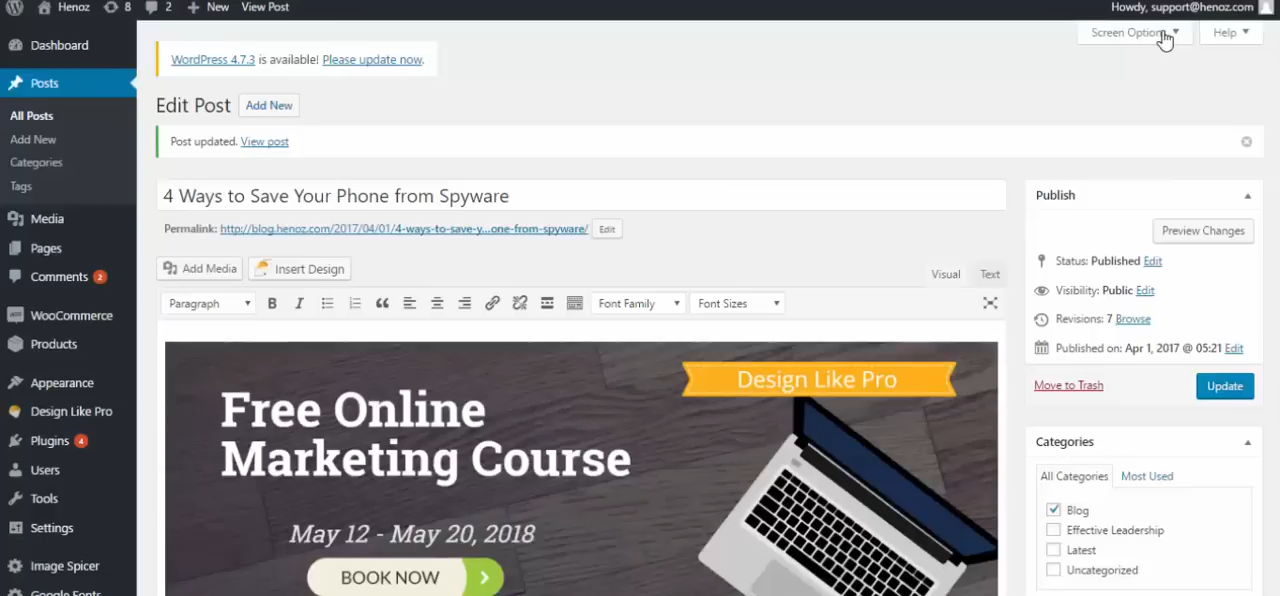 Henoz 8 2 New View Post Howdy, support@henoz.com
Screen Options Help
Dashboard
Posts
All Posts
Add New
Categories
Tags
Media
Pages
Comments 2
WooCommerce
Products
Appearance
Design Like Pro
Plugins 4
Users
Tools
Settings
Image Spicer
Google Fonts
WordPress 4.7.3 is available! Please update now.
Edit Post Add New
Post updated. View post
4 Ways to Save Your Phone from Spyware
Permalink: http://blog.henoz.com/2017/04/01/4-ways-to-save-y...one-from-spyware/ Edit
Add Media Insert Design
Visual Text
Paragraph B I Font Family Font Sizes
Design Like Pro
Free Online
Marketing Course
May 12 - May 20, 2018
BOOK NOW
Publish
Preview Changes
Status: Published Edit
Visibility: Public Edit
Revisions: 7 Browse
Published on: Apr 1, 2017 @ 05:21 Edit
Move to Trash Update
Categories
All Categories Most Used
Blog
Effective Leadership
Latest
Uncategorized